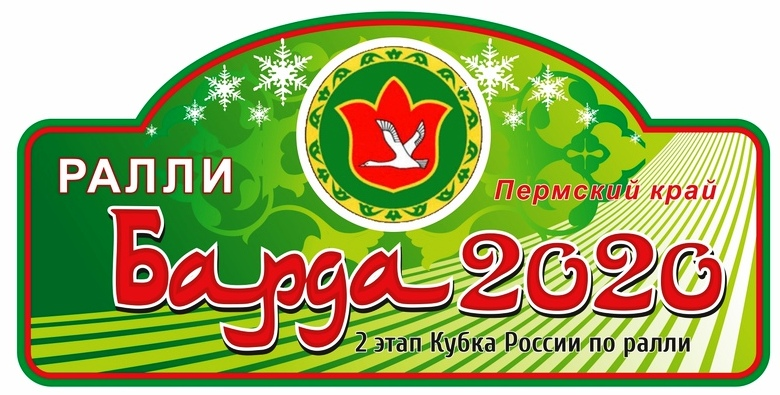 РАЛЛИ
Пермский край
Барда 2020
2 этап Кубка России по ралли